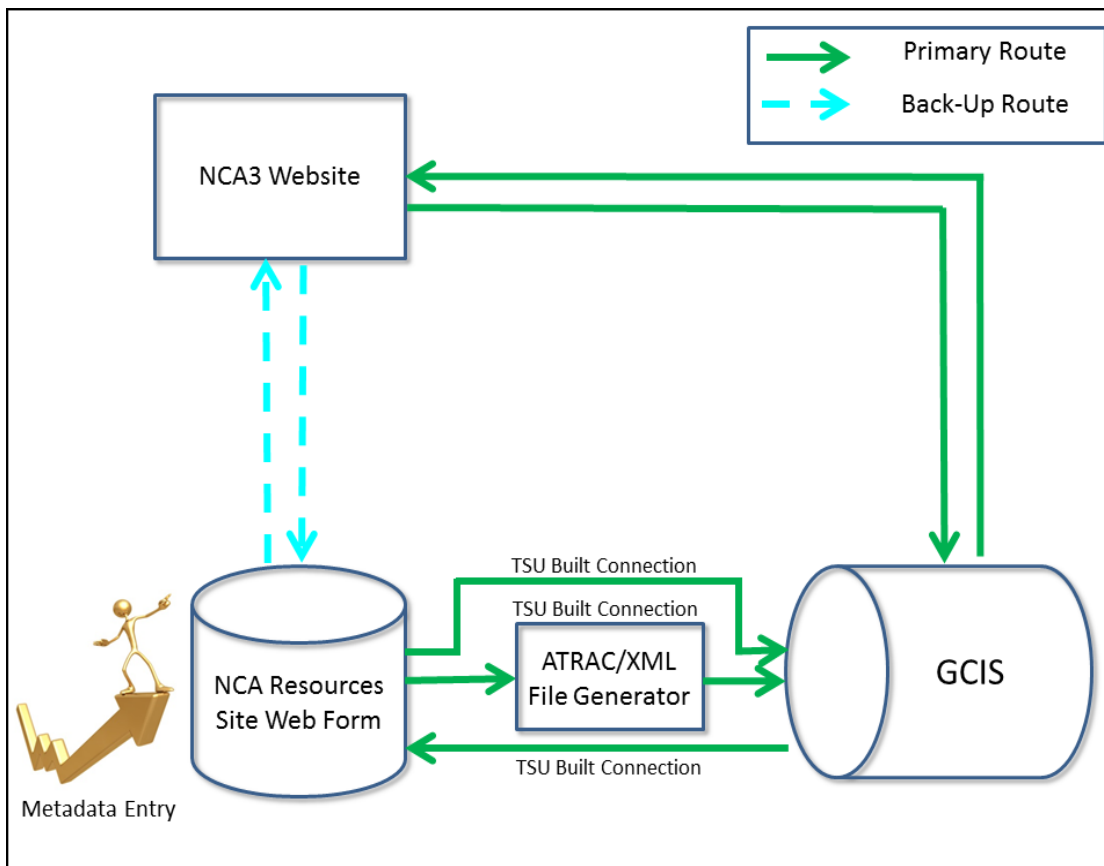 Primary Route
Back-Up Route
NCA3 Website
TSU Built Connection
TSU Built Connection
ATRAC/XML
File Generator
NCA Resources
Site Web Form
GCIS
TSU Built Connection
Metadata Entry